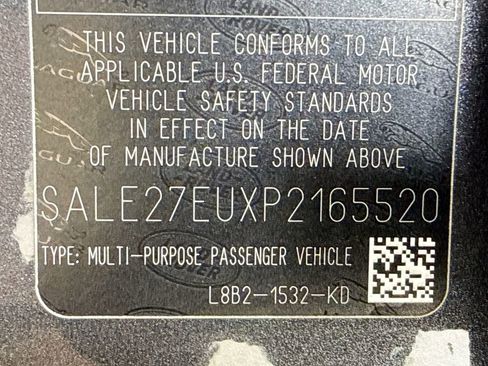 THIS VEHICLE CONFORMS TO ALL
APPLICABLE U.S. FEDERAL MOTOR
VEHICLE SAFETY STANDARDS
IN EFFECT ON THE DATE
OF MANUFACTURE SHOWN ABOVE
SALE27EUXP2165520
TYPE: MULTI-PURPOSE PASSENGER VEHICLE
L8B2-1532-KD